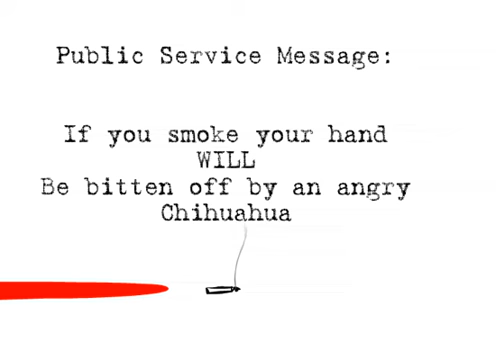 Public Service Message:
If you smoke your hand
WILL
Be bitten off by an angry
Chihuahua